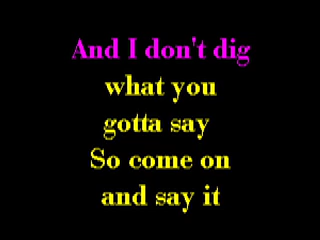 And I don't dig
what you
gotta say
So come on
and say it